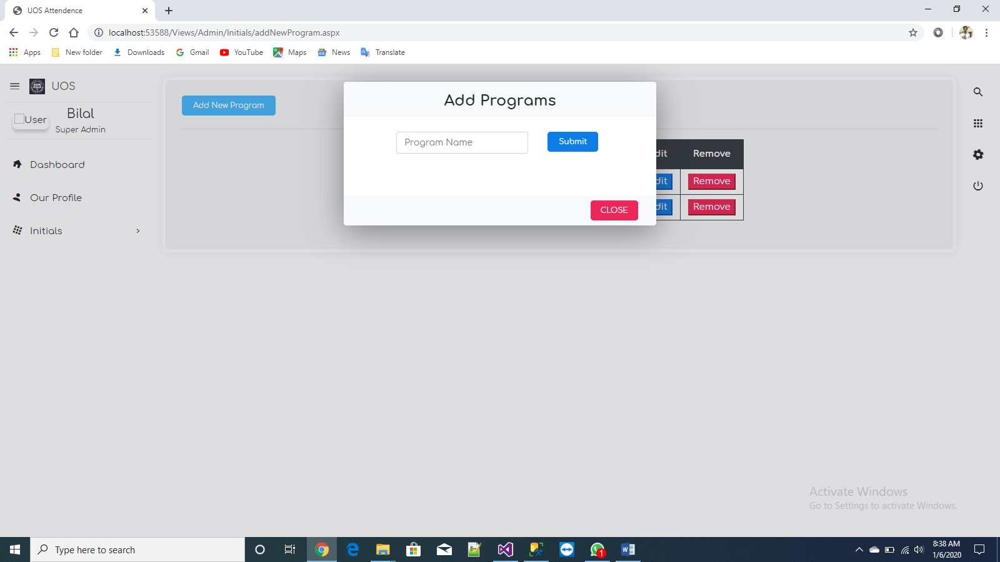 UOS Attendence
localhost:53588/Views/Admin/Initials/addNewProgram.aspx
Apps New folder Downloads Gmail YouTube Maps News Translate
UOS
User
Bilal
Super Admin
Dashboard
Our Profile
Initials
Add New Program
Add Programs
Program Name
Submit
CLOSE
dit Remove
dit Remove
dit Remove
Activate Windows
Go to Settings to activate Windows.
Type here to search
1
8:38 AM
1/6/2020